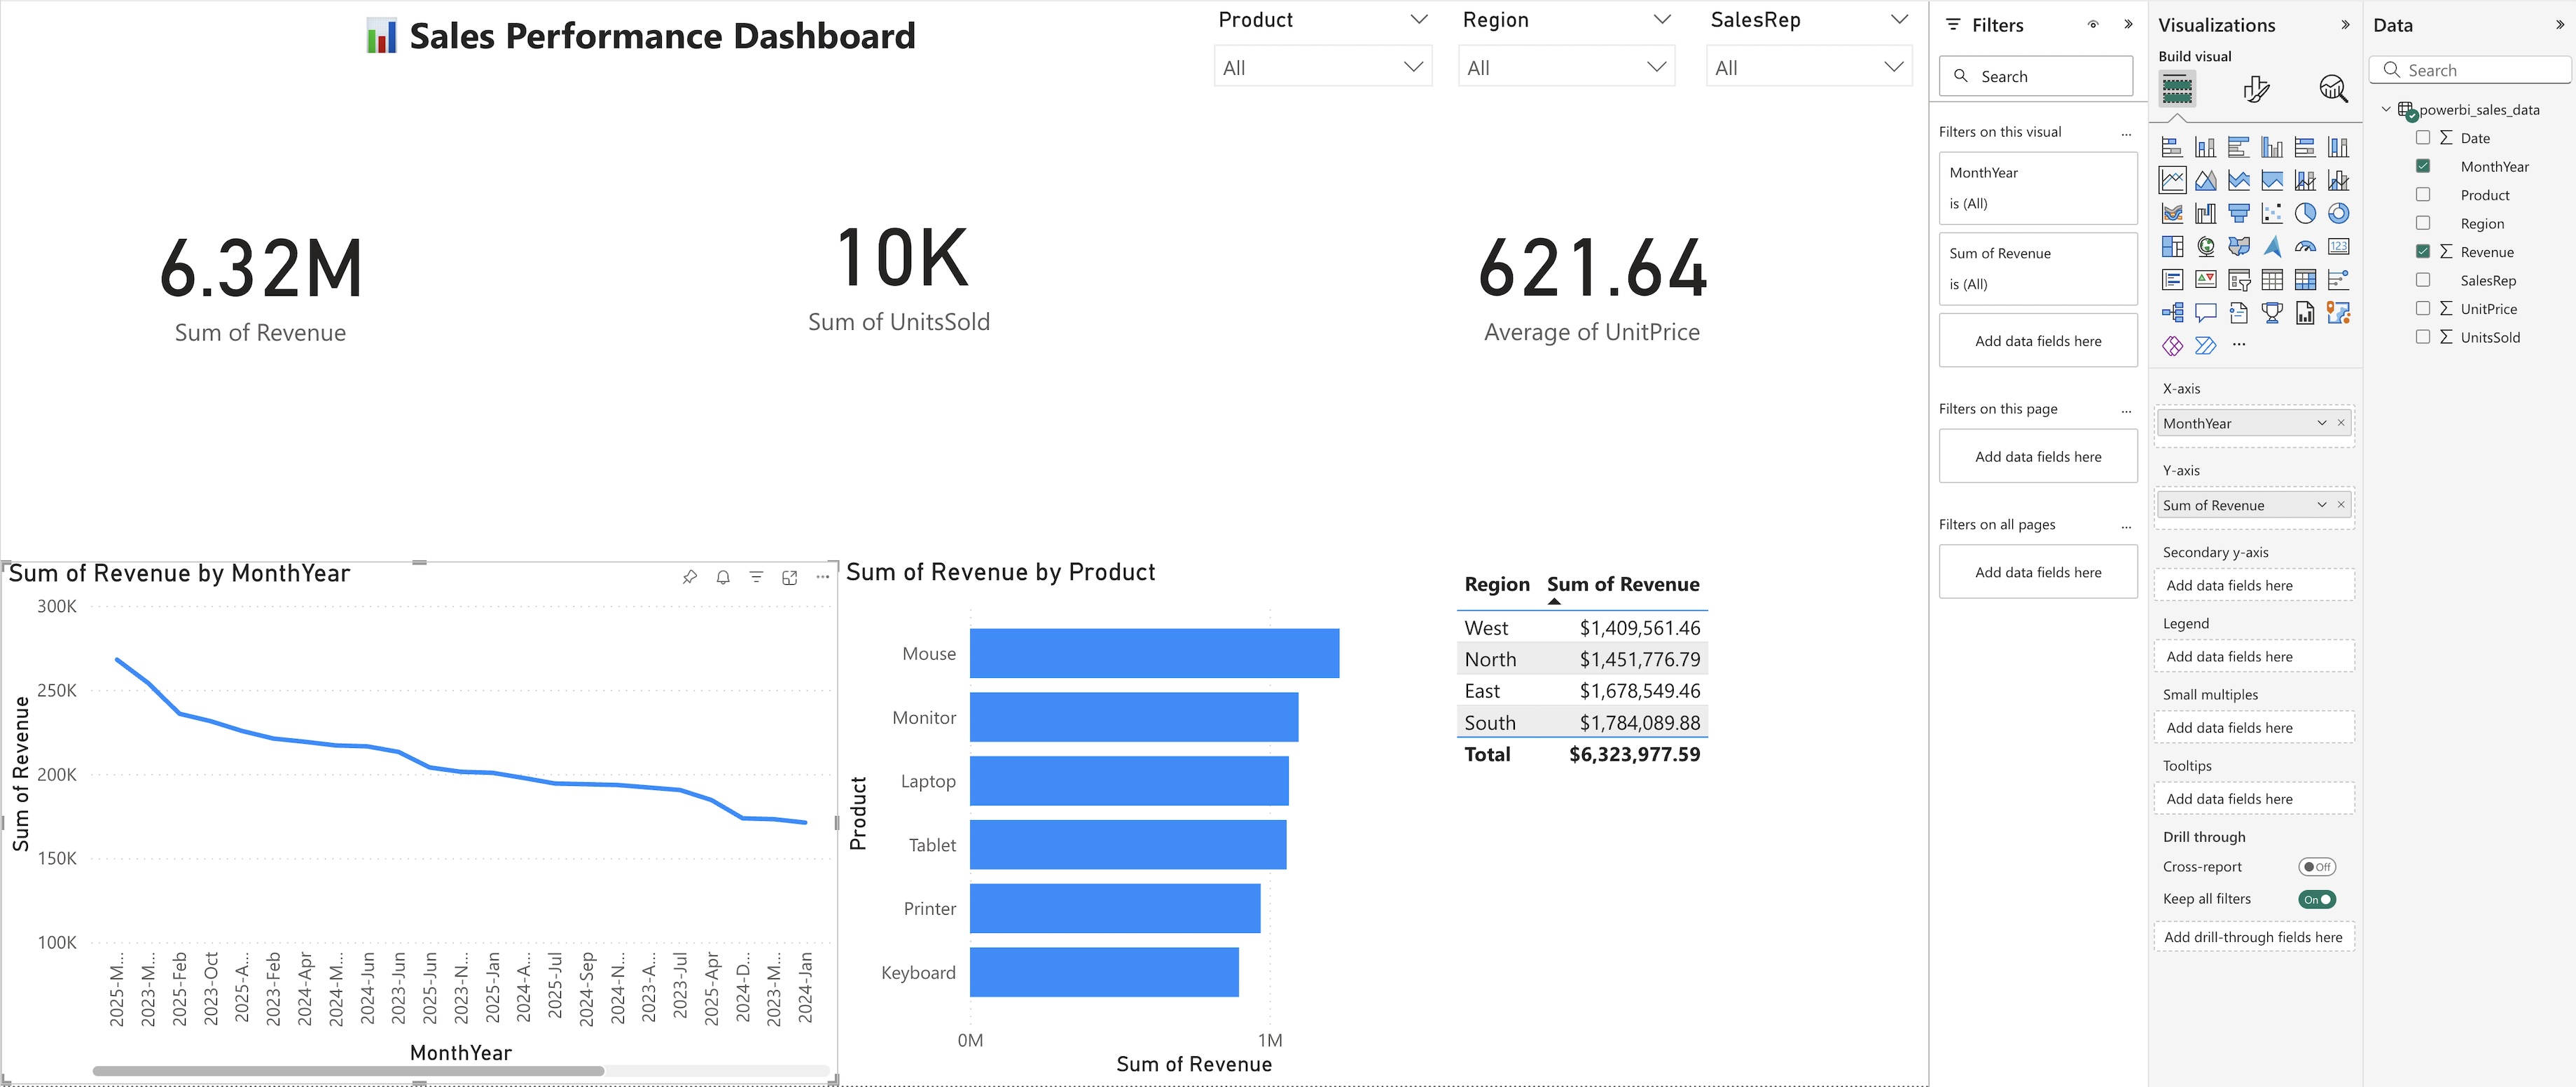 Sales Performance Dashboard
Product
All
Region
All
SalesRep
All
6.32M
Sum of Revenue
10K
Sum of UnitsSold
621.64
Average of UnitPrice
Sum of Revenue by MonthYear
Sum of Revenue
300K
250K
200K
150K
100K
2025-M...
2023-M...
2025-Feb
2023-Oct
2025-A...
2023-Feb
2024-Apr
2024-M...
2024-Jun
2023-Jun
2025-Jun
2023-N...
2025-Jan
2024-A...
2025-Jul
2024-Sep
2024-N...
2023-A...
2023-Jul
2025-Apr
2024-D...
2023-M...
2024-Jan
MonthYear
Sum of Revenue by Product
Product
Mouse
Monitor
Laptop
Tablet
Printer
Keyboard
0M 1M
Sum of Revenue
Region Sum of Revenue
West $1,409,561.46
North $1,451,776.79
East $1,678,549.46
South $1,784,089.88
Total $6,323,977.59
Filters
Search
Filters on this visual ...
MonthYear
is (All)
Sum of Revenue
is (All)
Add data fields here
Filters on this page ...
Add data fields here
Filters on all pages ...
Add data fields here
Visualizations
Build visual
123
...
X-axis
MonthYear
Y-axis
Sum of Revenue
Secondary y-axis
Add data fields here
Legend
Add data fields here
Small multiples
Add data fields here
Tooltips
Add data fields here
Drill through
Cross-report Off
Keep all filters On
Add drill-through fields here
Data
Search
powerbi_sales_data
∑ Date
MonthYear
Product
Region
∑ Revenue
SalesRep
∑ UnitPrice
∑ UnitsSold